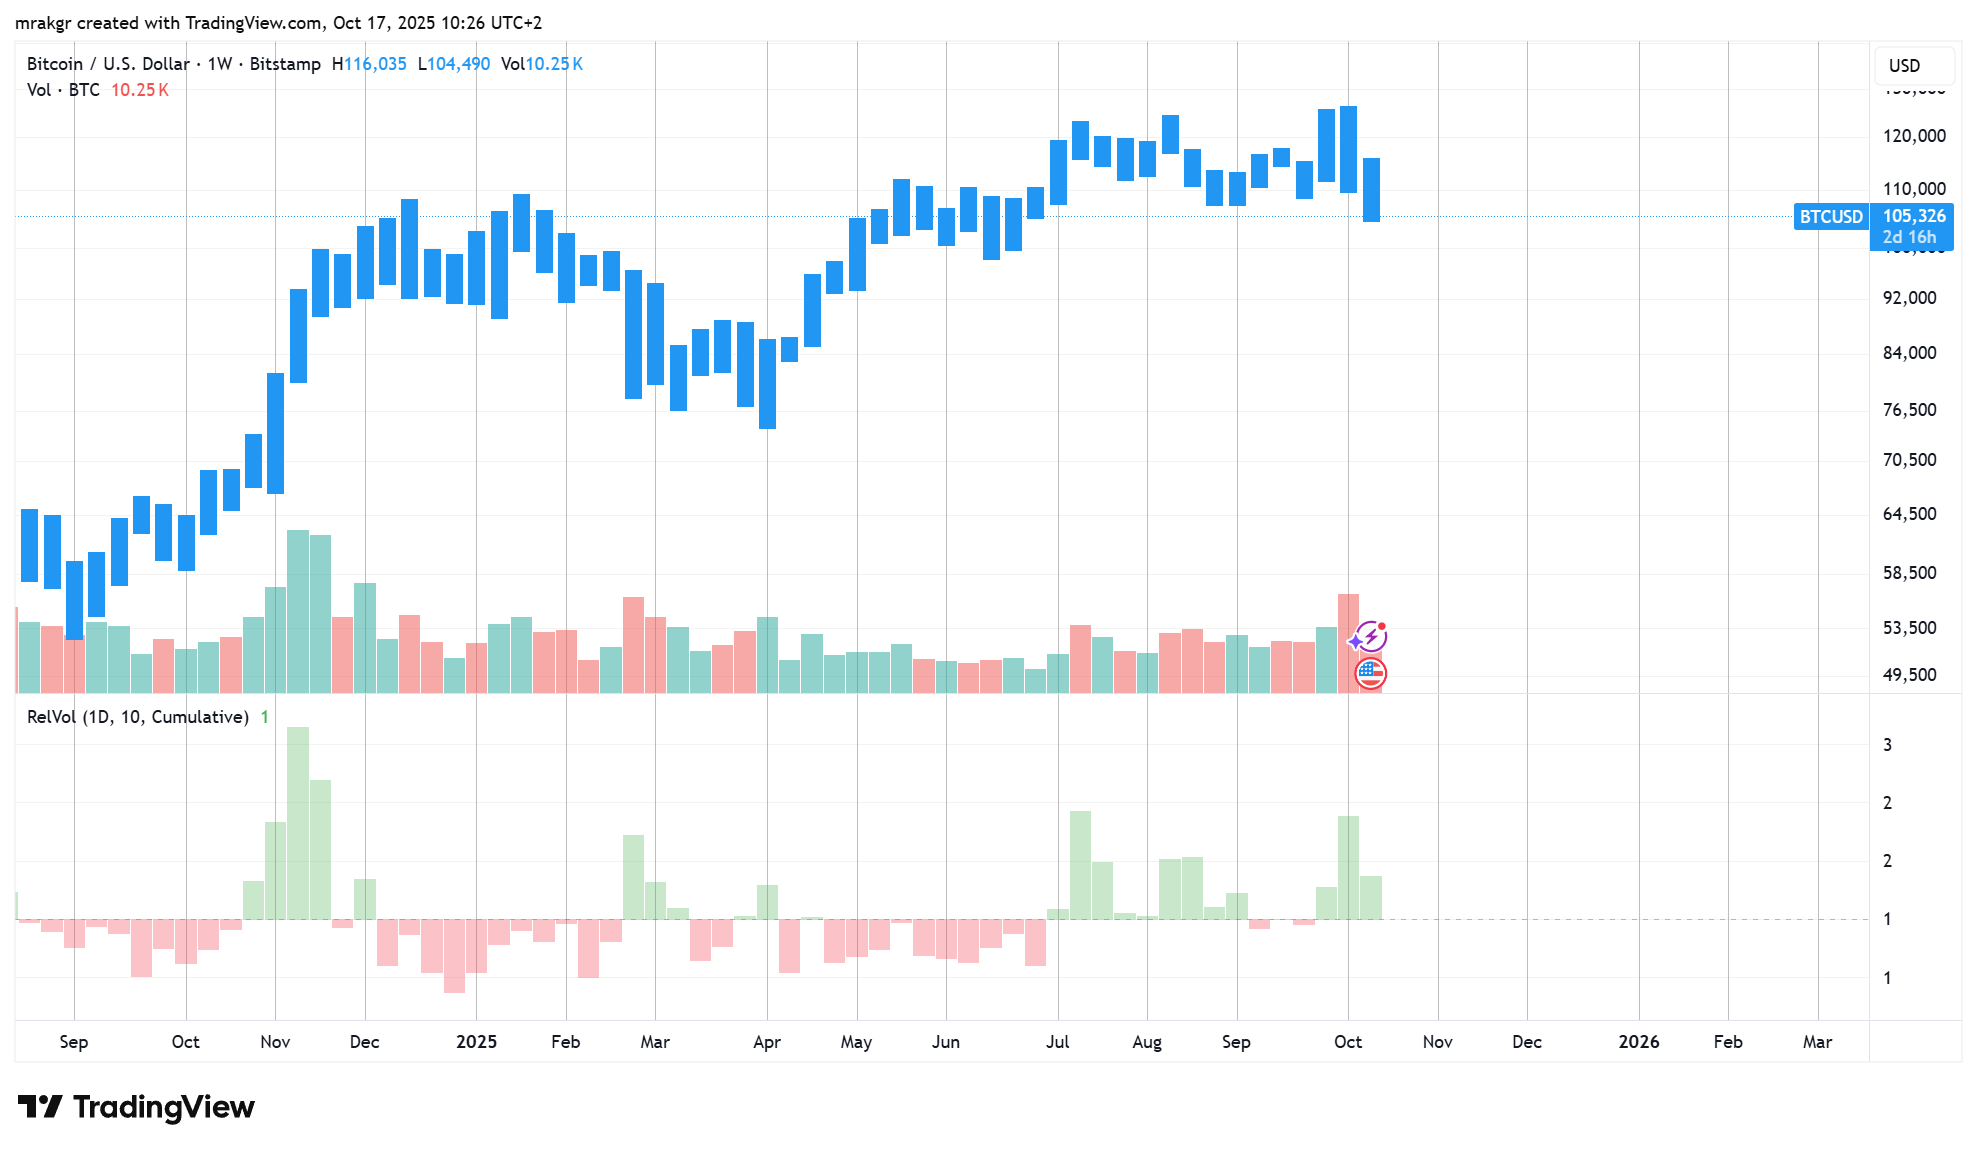 mrakgr created with TradingView.com, Oct 17, 2025 10:26 UTC+2
Bitcoin / U.S. Dollar · 1W · Bitstamp H116,035 L104,490 Vol10.25 K
Vol · BTC 10.25 K
USD
120,000
110,000
BTCUSD 105,326
2d 16h
92,000
84,000
76,500
70,500
64,500
58,500
53,500
49,500
RelVol (1D, 10, Cumulative) 1
3
2
2
1
1
Sep Oct Nov Dec 2025 Feb Mar Apr May Jun Jul Aug Sep Oct Nov Dec 2026 Feb Mar
TradingView